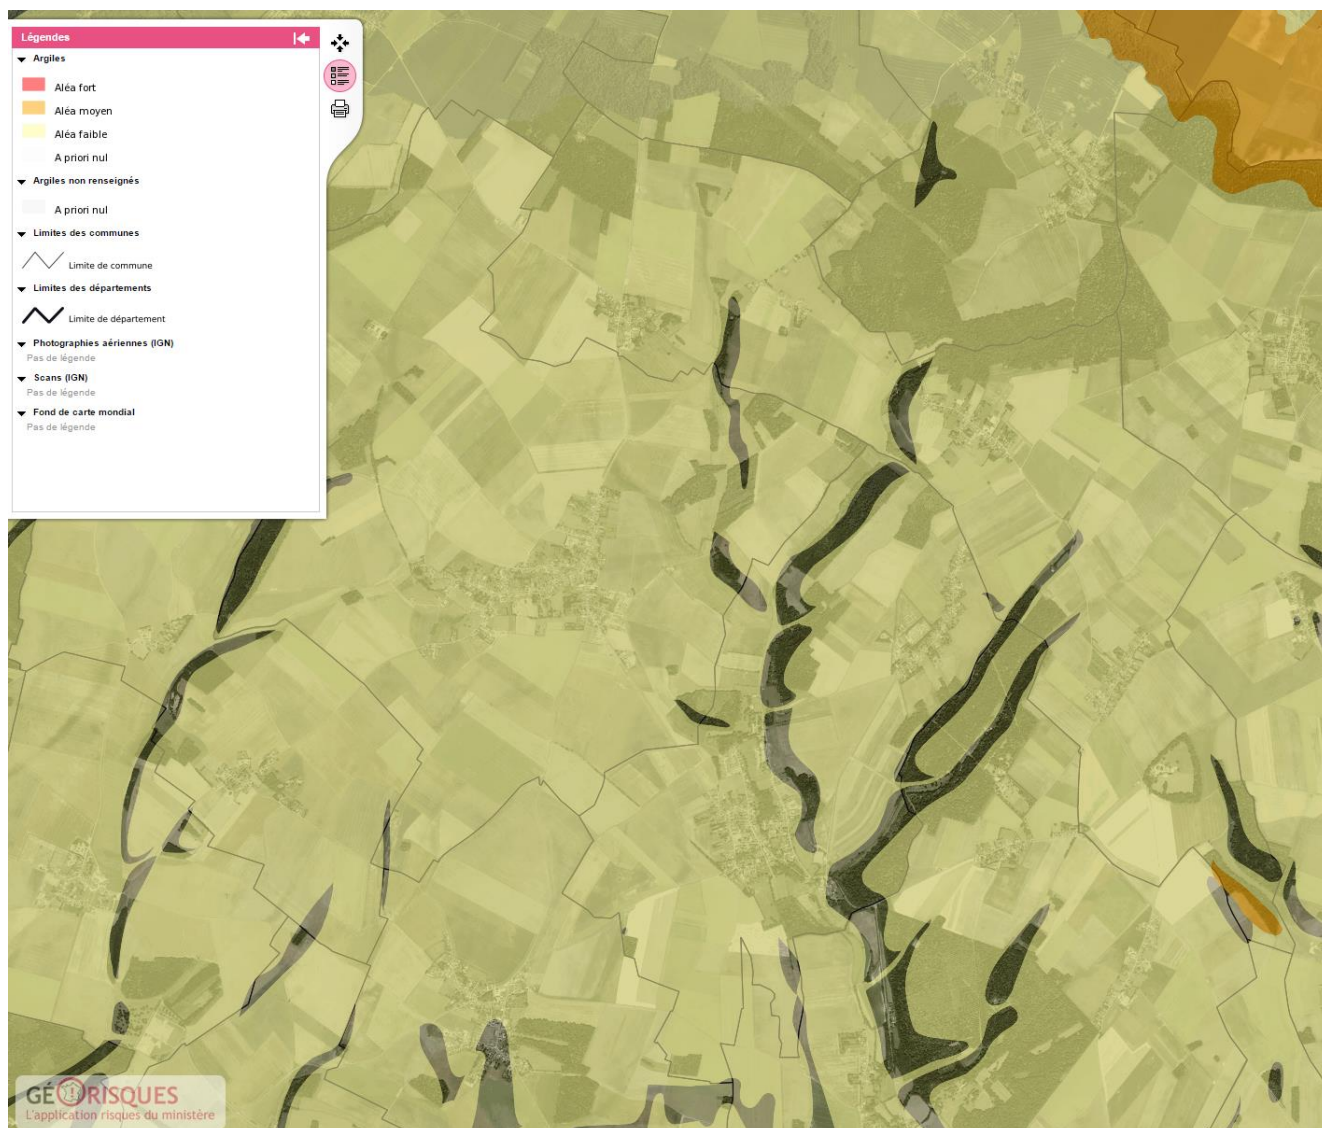 Légendes
Argiles
Aléa fort
Aléa moyen
Aléa faible
A priori nul
Argiles non renseignés
A priori nul
Limites des communes
Limite de commune
Limites des départements
Limite de département
Photographies aériennes (IGN)
Pas de légende
Scans (IGN)
Pas de légende
Fond de carte mondial
Pas de légende
GÉORISQUES
L'application risques du ministère